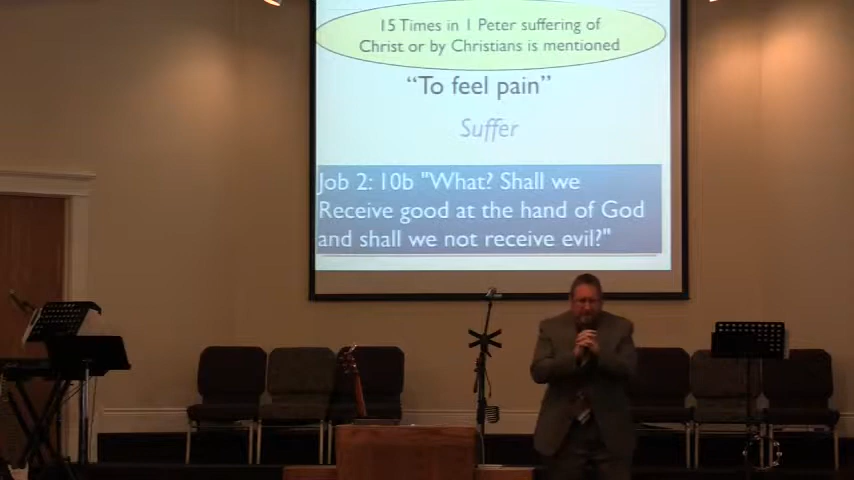 15 Times in 1 Peter suffering of
Christ or by Christians is mentioned
“To feel pain”
Suffer
Job 2: 10b "What? Shall we
Receive good at the hand of God
and shall we not receive evil?"